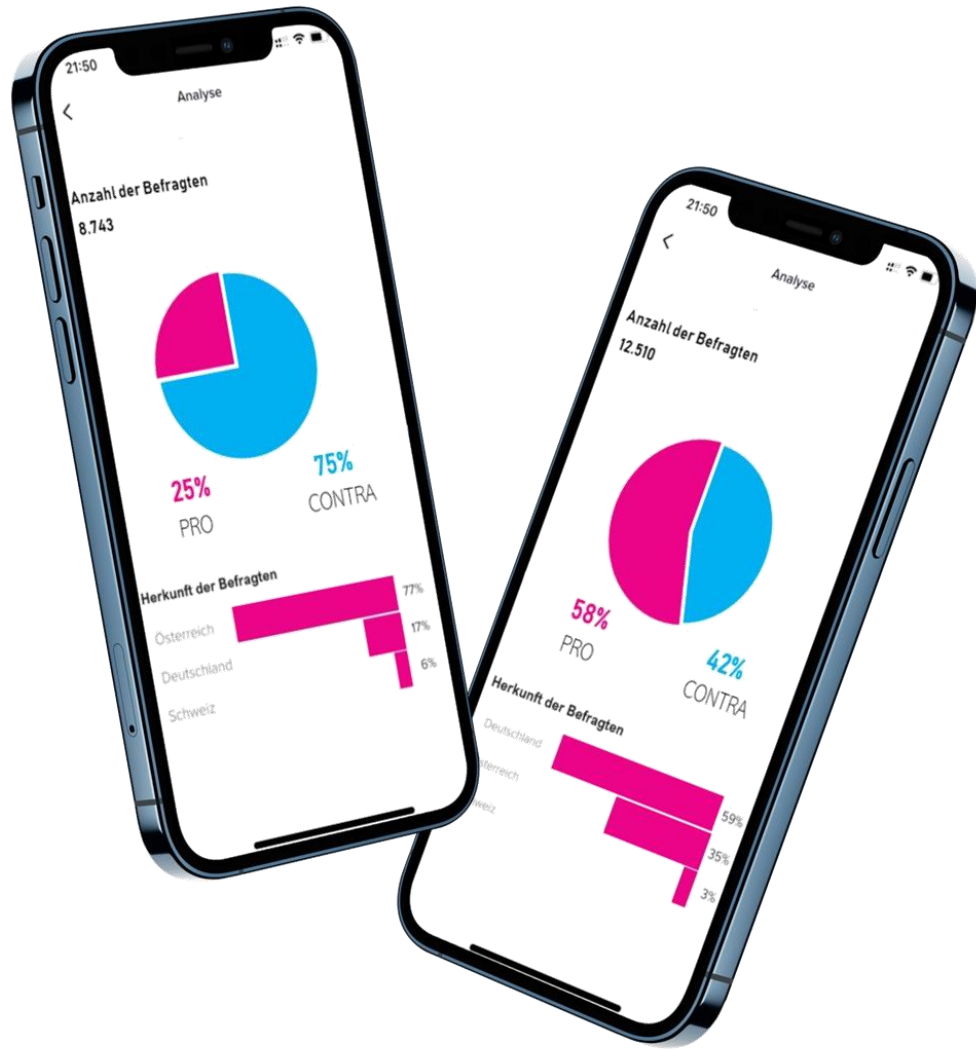 21:50
Analyse
Anzahl der Befragten
8.743
25%
PRO
75%
CONTRA
Herkunft der Befragten
Österreich
77%
Deutschland
17%
Schweiz
6%
21:50
Analyse
Anzahl der Befragten
12.510
58%
PRO
42%
CONTRA
Herkunft der Befragten
Deutschland
59%
sterreich
35%
weiz
3%